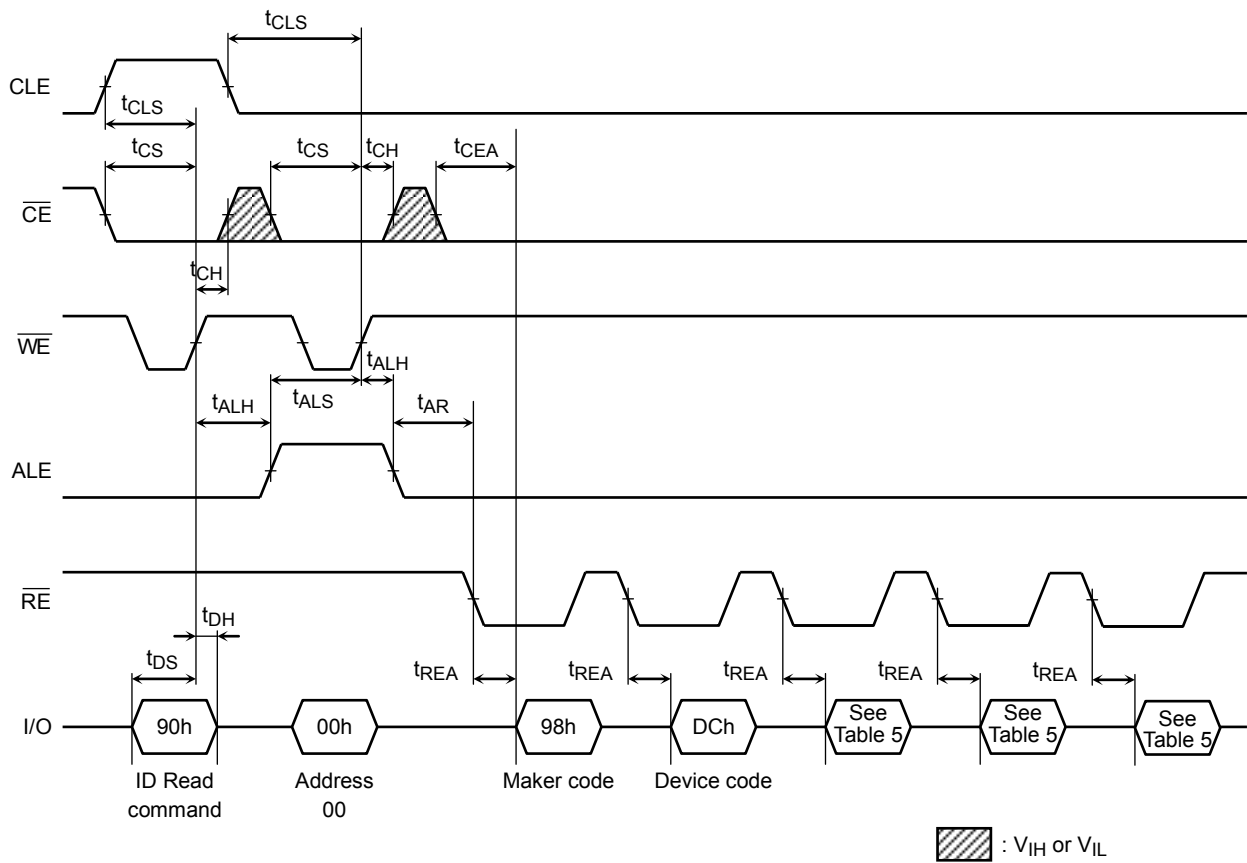 tCLS
CLE
tCLS
tCS
tCS
tCH
tCEA
CE
tCH
WE
tALH
tALH
tALS
tAR
ALE
RE
tDH
tDS
tREA
tREA
tREA
tREA
tREA
I/O
90h
00h
98h
DCh
See
Table 5
See
Table 5
See
Table 5
ID Read
command
Address
00
Maker code
Device code
: VIH or VIL